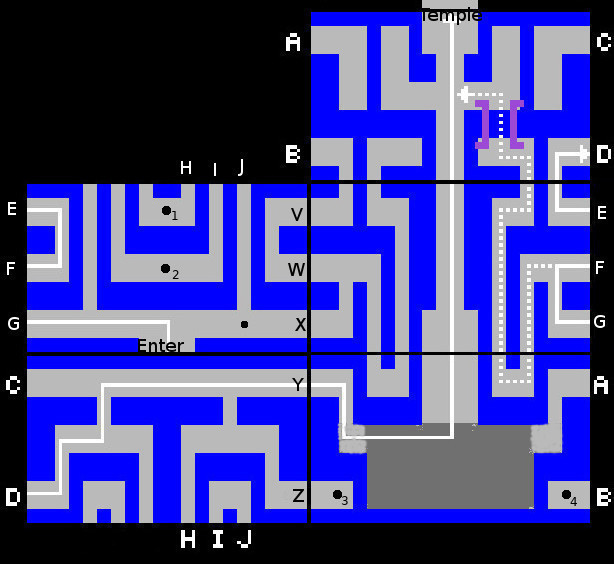 Temple
A C
B D
H I J
E V E
1
F W F
2
G X G
Enter
C Y A
D Z 3 4 B
H I J